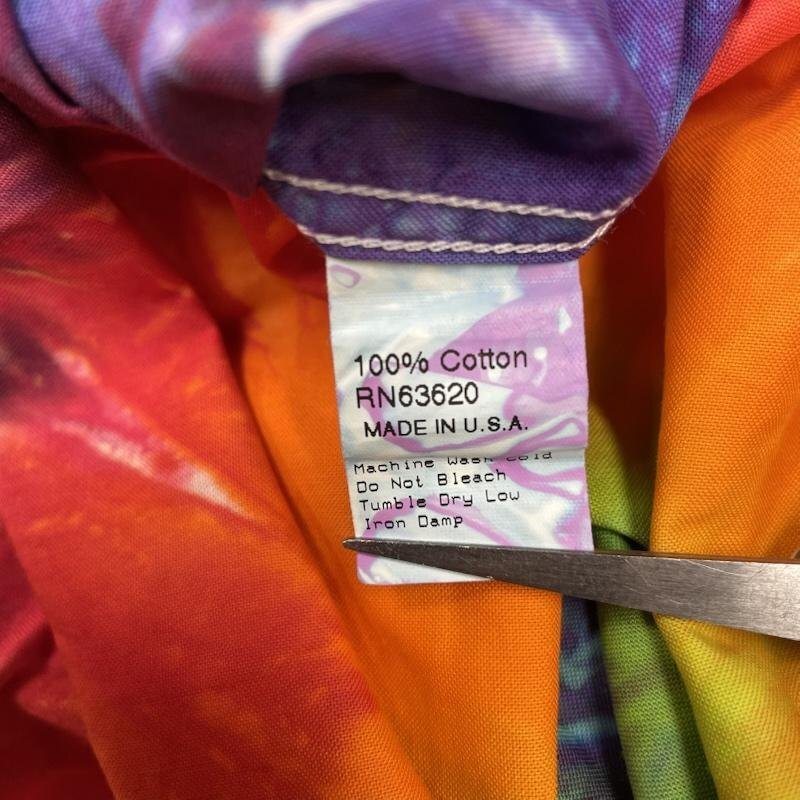 100% Cotton
RN63620
MADE IN U.S.A.
Machine Wash Cold
Do Not Bleach
Tumble Dry Low
Iron Damp